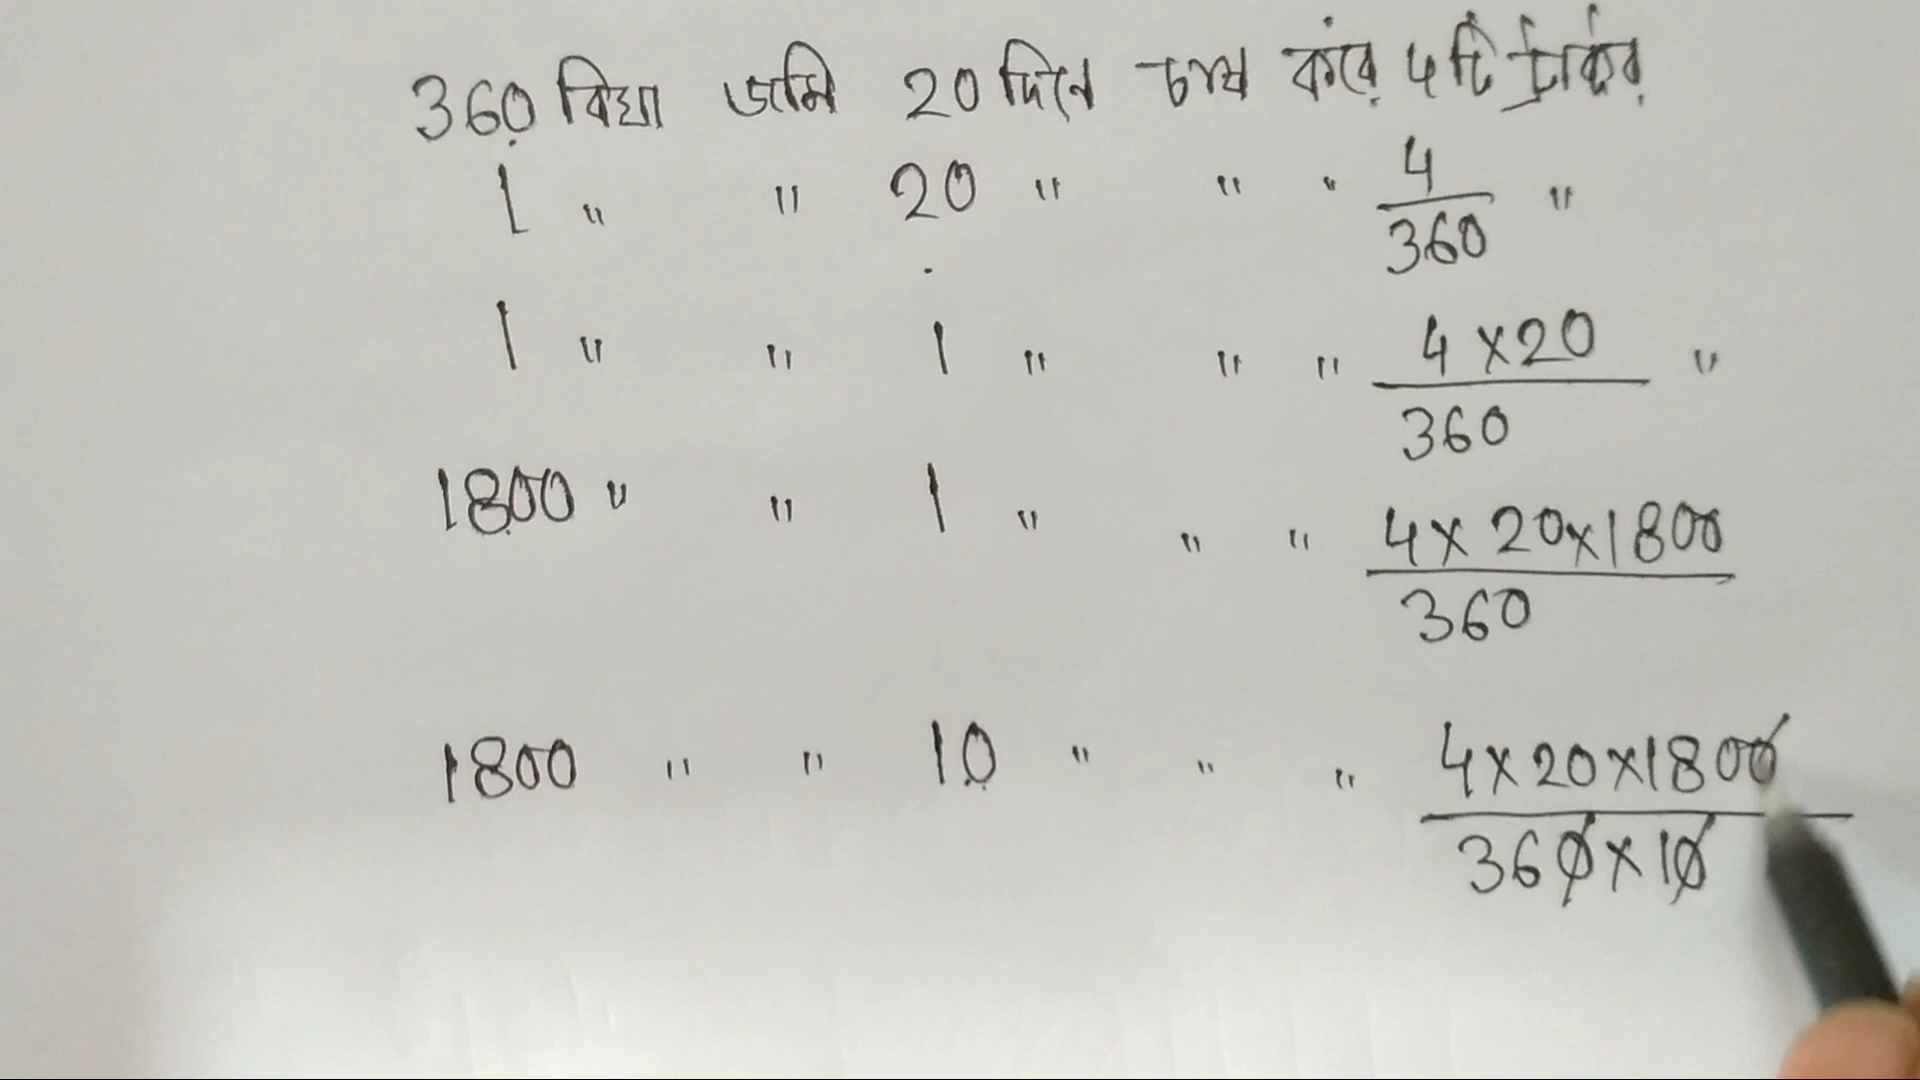 360 বিঘা জমি 20 দিনে চাষ করে 4টি ট্রাক্টর
1 " " 20 " " " 4/360 "
1 " " 1 " " " 4 × 20/360 "
1800 " " 1 " " " 4 × 20 × 1800/360
1800 " " 10 " " " 4 × 20 × 1800/360 × 10